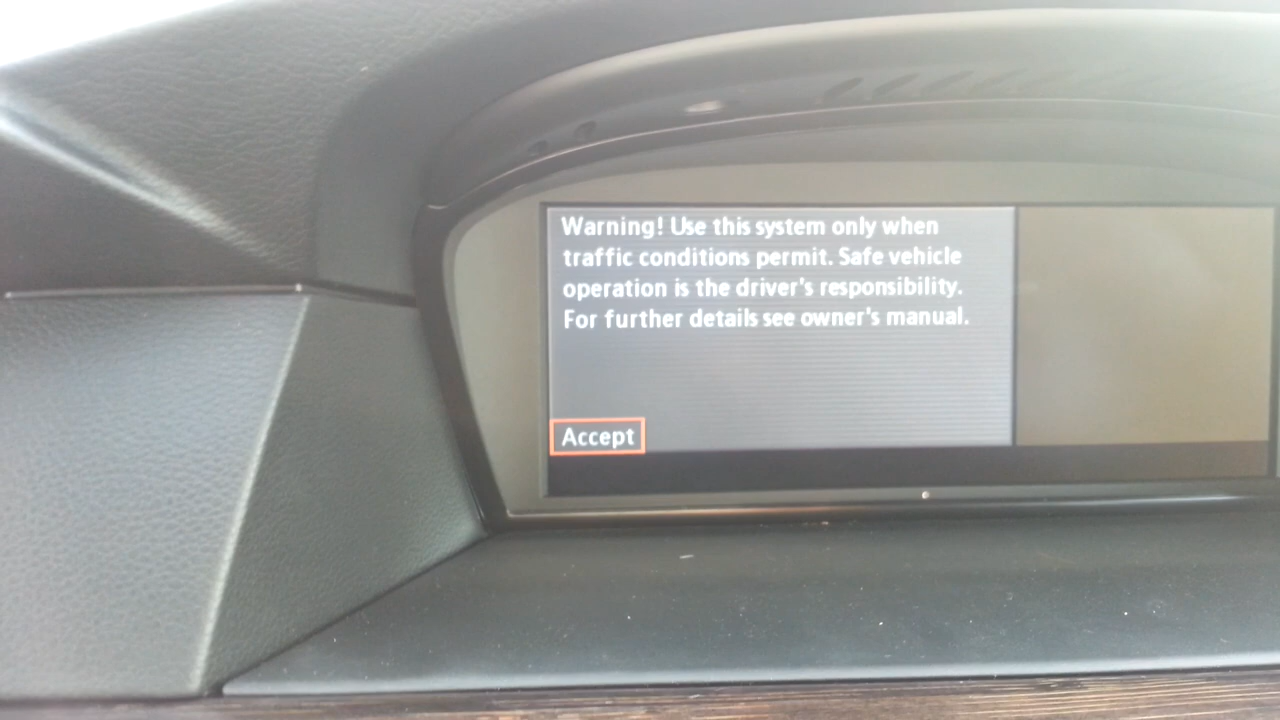 Warning! Use this system only when
traffic conditions permit. Safe vehicle
operation is the driver's responsibility.
For further details see owner's manual.
Accept